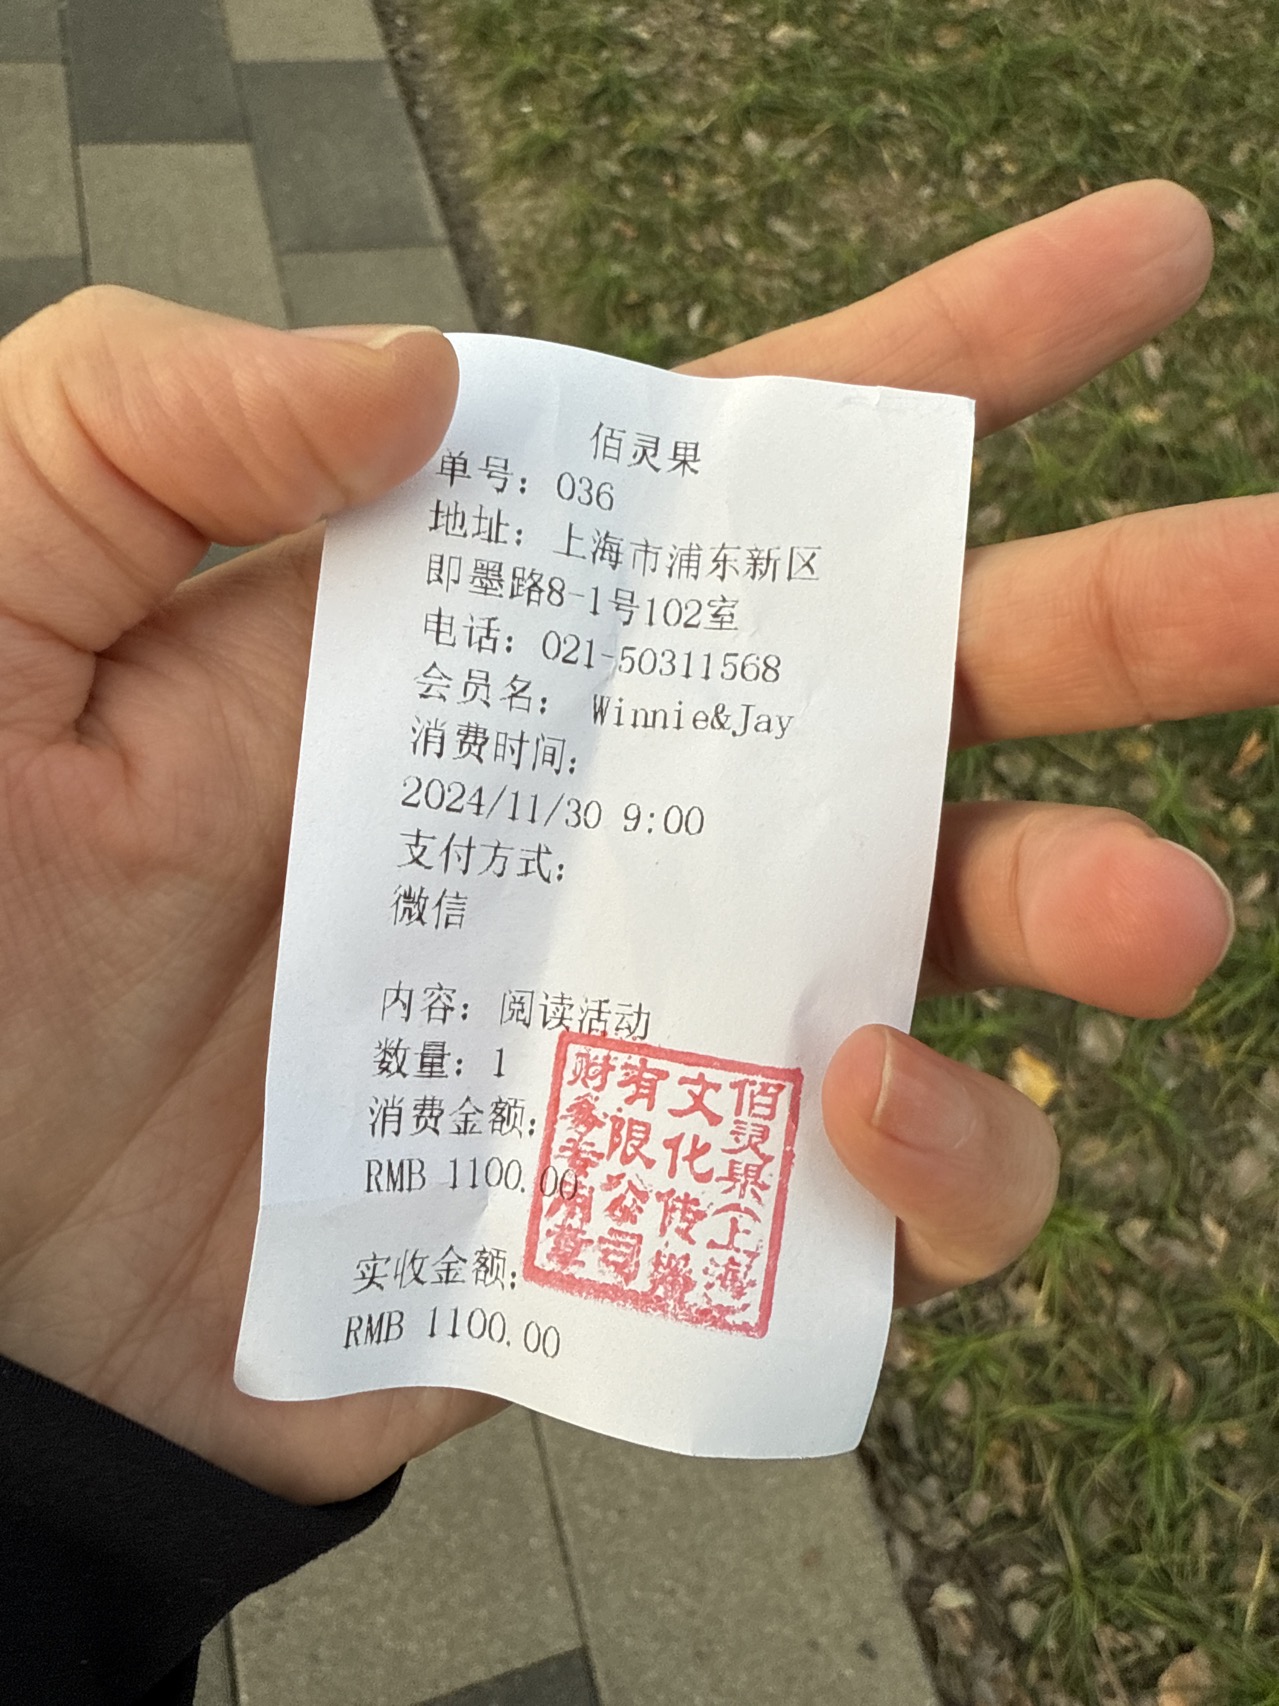 佰灵果
单号：036
地址：上海市浦东新区
即墨路8-1号102室
电话：021-50311568
会员名： Winnie&Jay
消费时间：
2024/11/30 9:00
支付方式：
微信
内容：阅读活动
数量：1
消费金额：
RMB 1100.00
实收金额：
RMB 1100.00
佰灵果（上海）
文化传播
有限公司
财务专用章